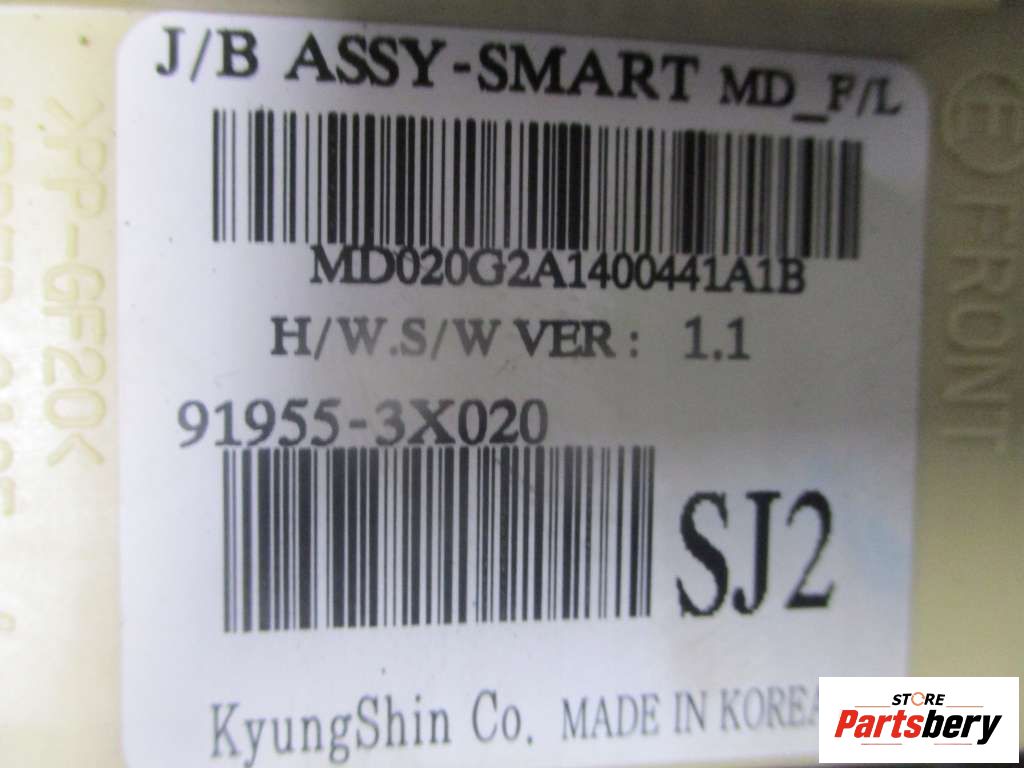 J/B ASSY-SMART MD_F/L
MD020G2A1400441A1B
H/W.S/W VER : 1.1
91955-3X020
SJ2
KyungShin Co. MADE IN KOREA
>PP-GF20<
E FRONT
STORE
Partsbery